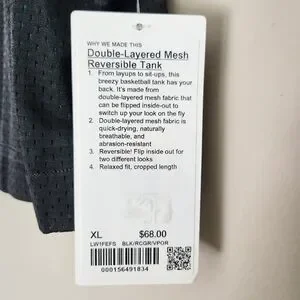 WHY WE MADE THIS
Double-Layered Mesh
Reversible Tank
1. From layups to sit-ups, this
breezy basketball tank has your
back. It's made from
double-layered mesh fabric that
can be flipped inside-out to
switch up your look on the fly
2. Double-layered mesh fabric is
quick-drying, naturally
breathable, and
abrasion-resistant
3. Reversible! Flip inside out for
two different looks
4. Relaxed fit, cropped length
XL $68.00
LW1FEFS BLK/RCGR/VPOR
000156491834